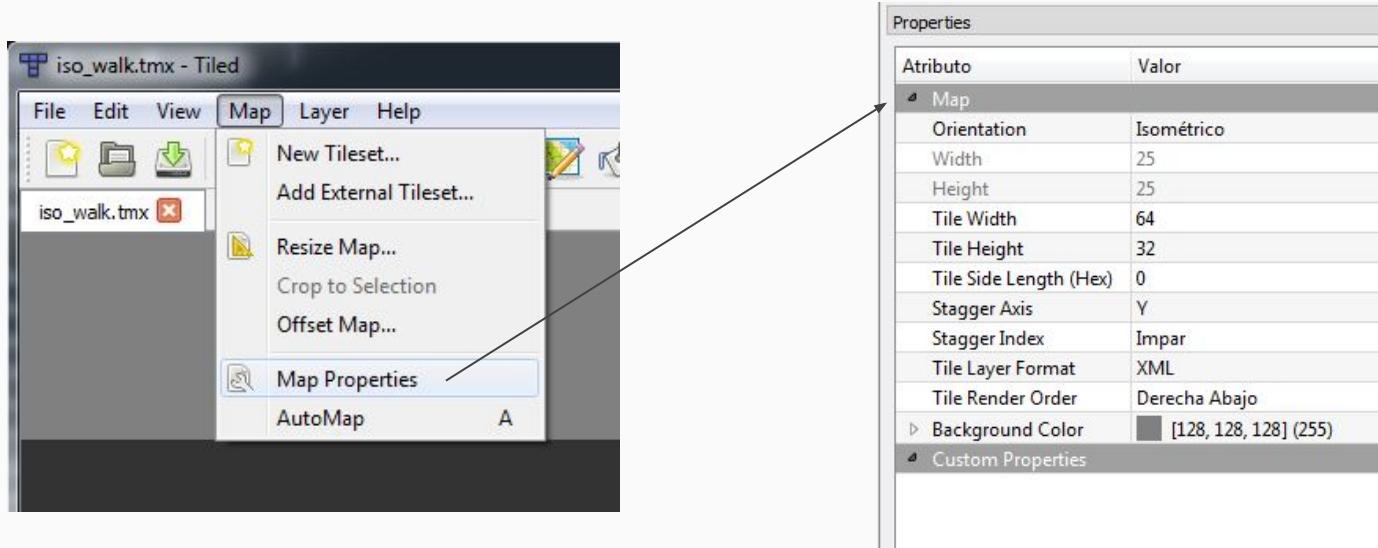 iso_walk.tmx - Tiled
File Edit View Map Layer Help
New Tileset...
Add External Tileset...
iso_walk.tmx
Resize Map...
Crop to Selection
Offset Map...
Map Properties
AutoMap A
Properties
Atributo Valor
Map
Orientation Isométrico
Width 25
Height 25
Tile Width 64
Tile Height 32
Tile Side Length (Hex) 0
Stagger Axis Y
Stagger Index Impar
Tile Layer Format XML
Tile Render Order Derecha Abajo
Background Color [128, 128, 128] (255)
Custom Properties